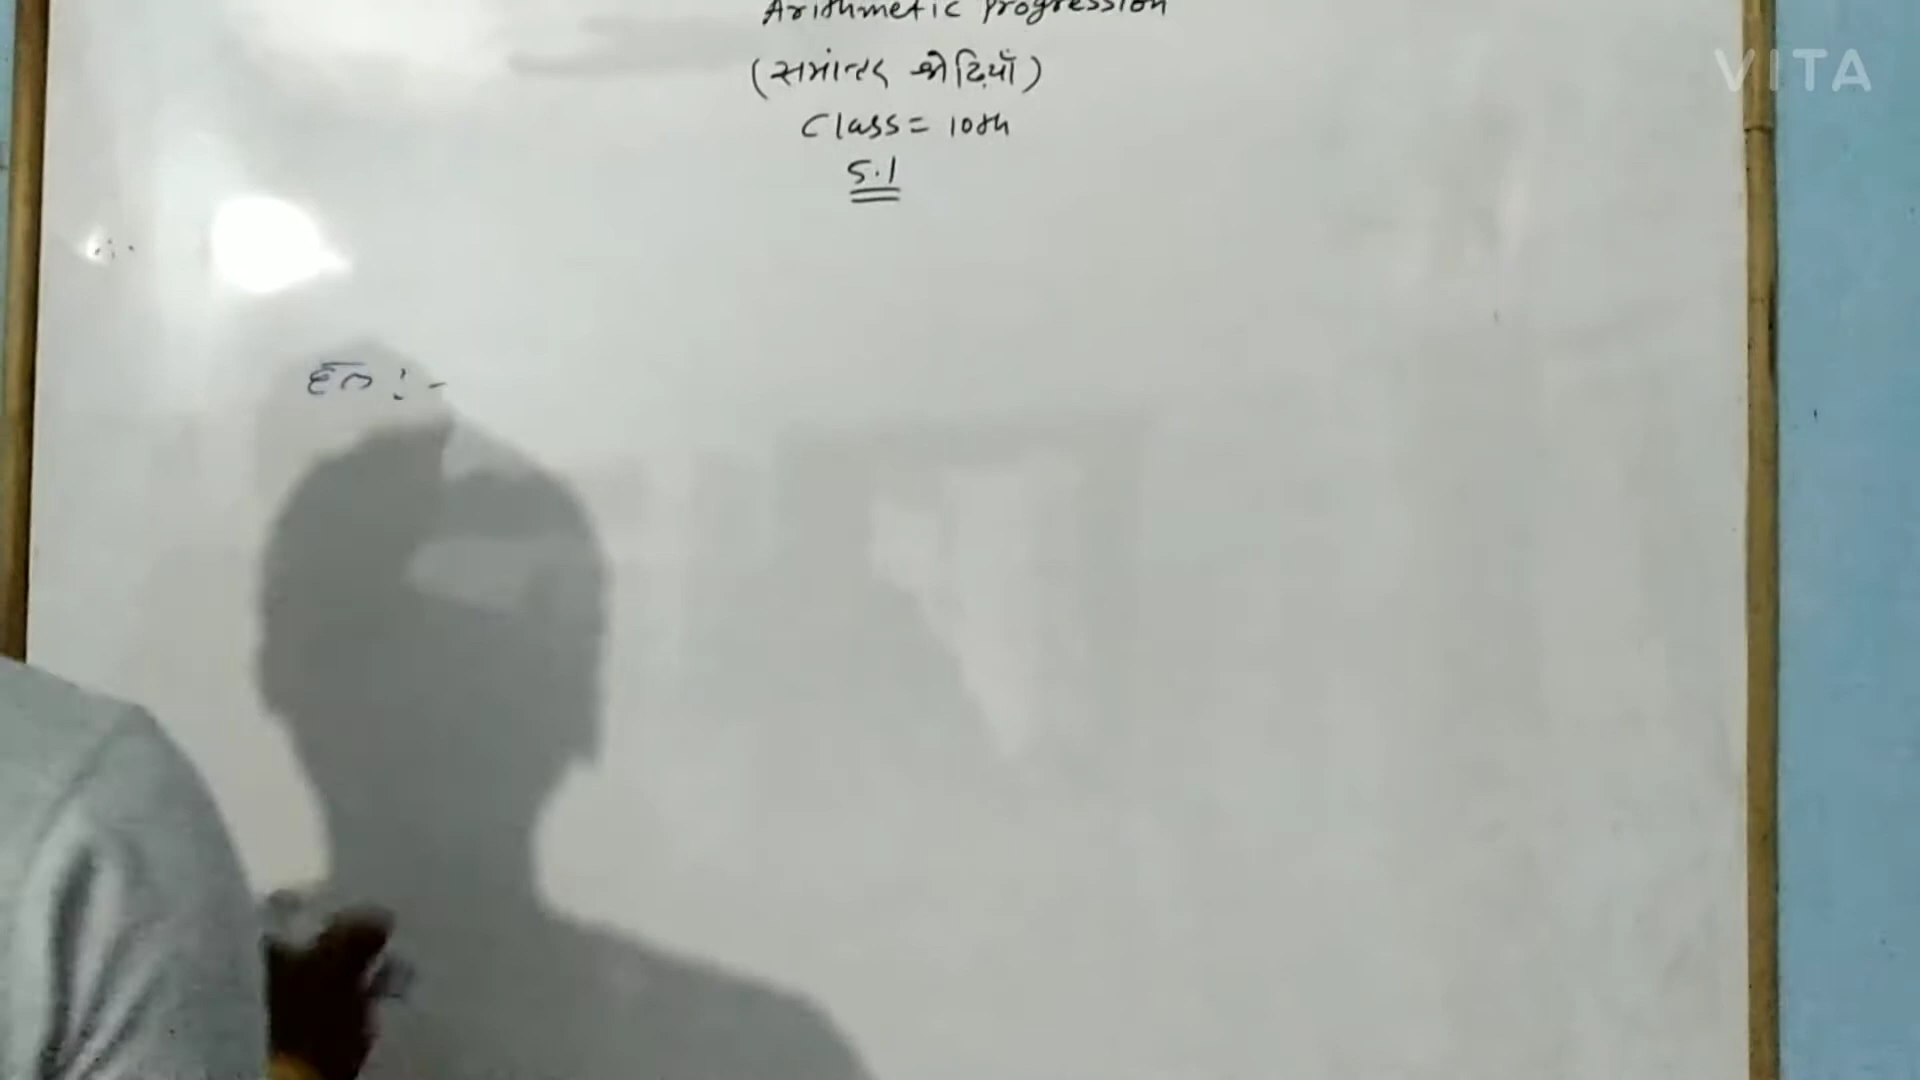 Arithmetic Progression
(समांतर श्रेढ़ियाँ)
Class = 10th
5.1
हल :-
VITA